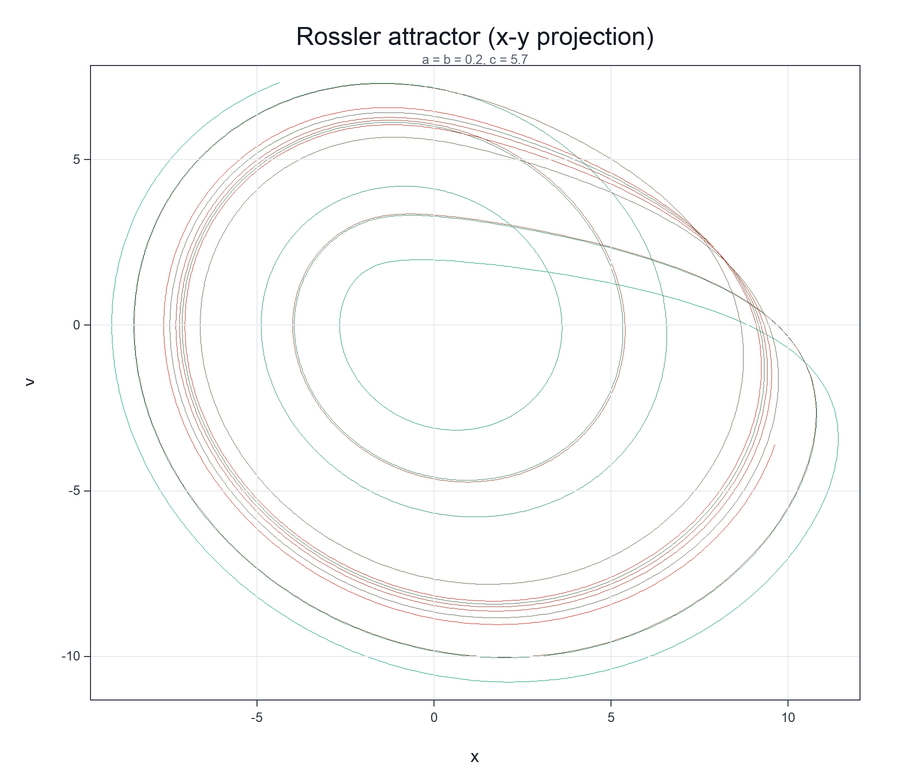 Rossler attractor (x-y projection)
a = b = 0.2, c = 5.7
5
0
-5
-10
v
-5
0
5
10
x